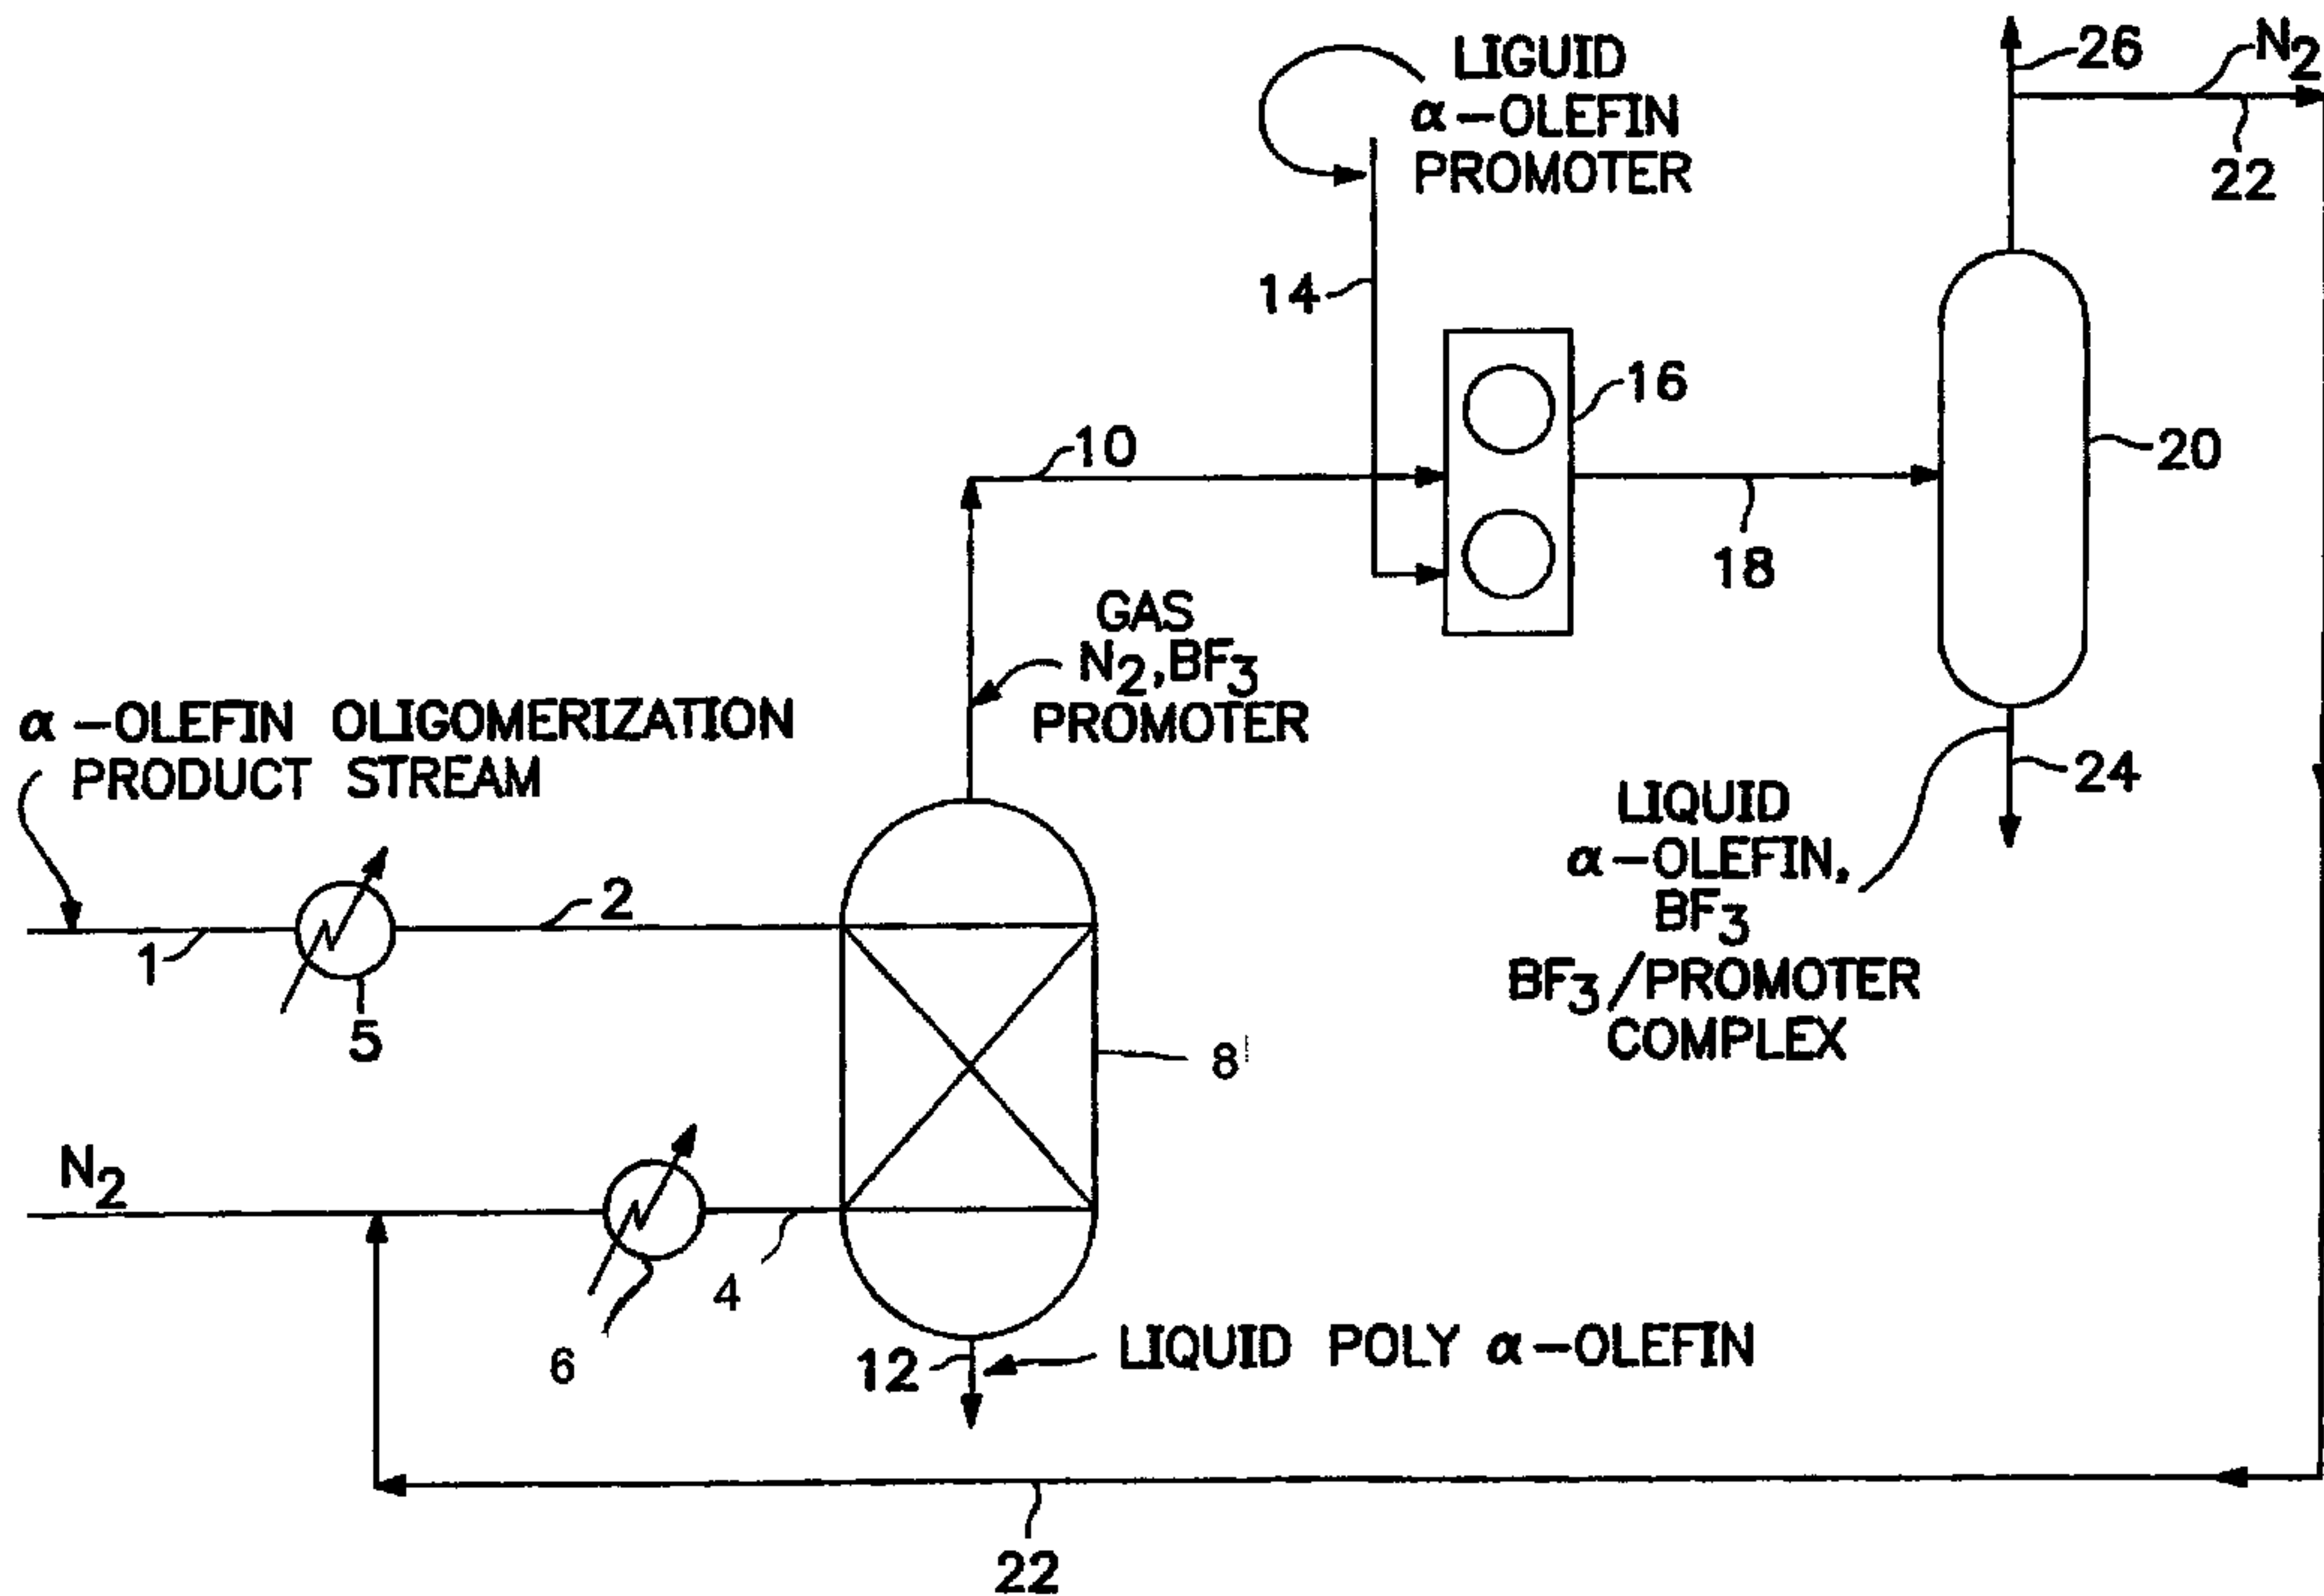 LIGUID
α-OLEFIN
PROMOTER
26
N2
22
14
16
10
20
18
GAS
N2,BF3
PROMOTER
α-OLEFIN OLIGOMERIZATION
PRODUCT STREAM
24
LIQUID
α-OLEFIN,
BF3
BF3/PROMOTER
COMPLEX
2
1
5
8
N2
4
6
12
LIQUID POLY α-OLEFIN
22